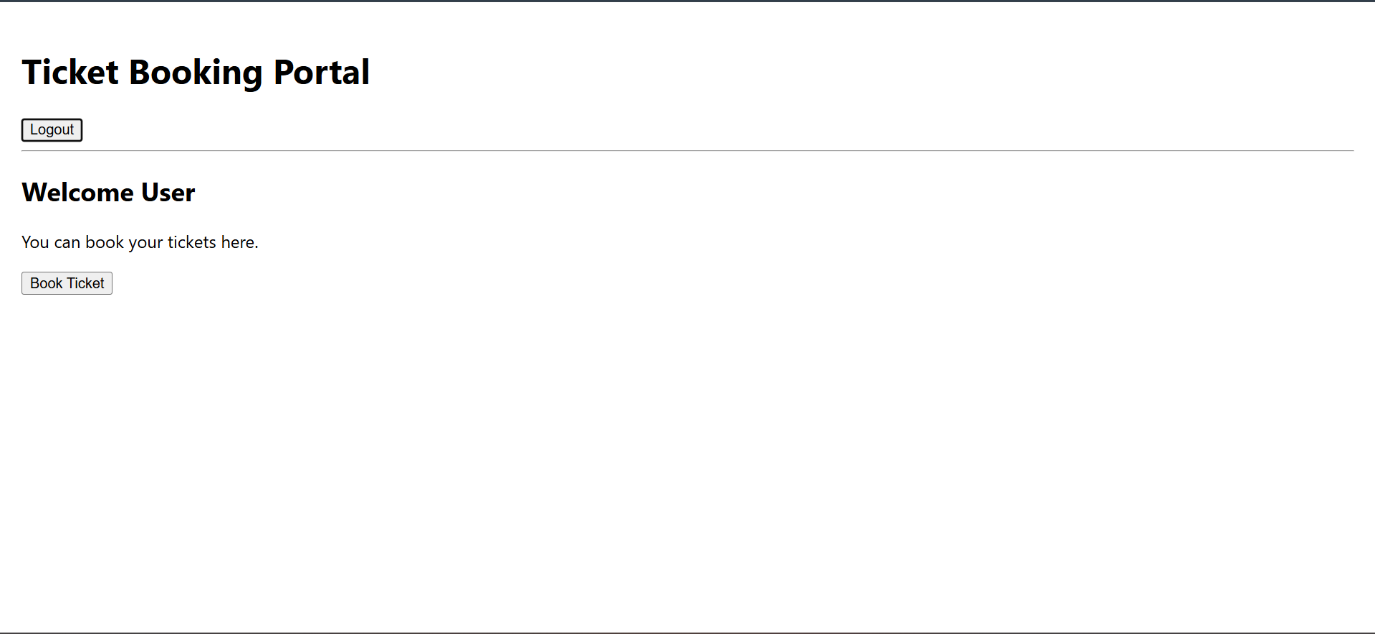 Ticket Booking Portal
Logout
Welcome User
You can book your tickets here.
Book Ticket